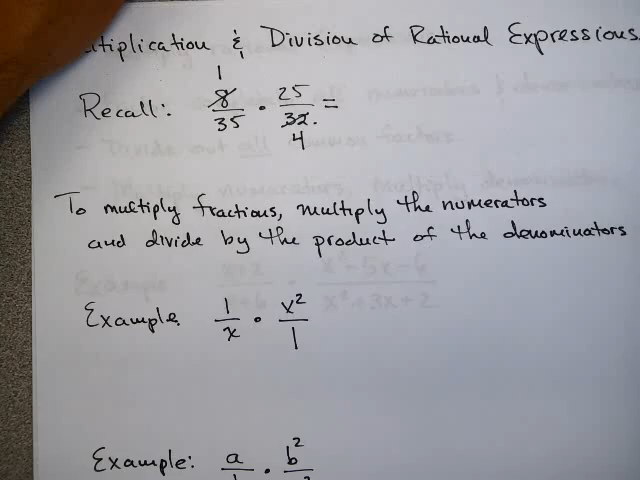 tiplication & Division of Rational Expressions.
1
Recall: 8/35 · 25/32. =
4
To multiply fractions, multiply the numerators
and divide by the product of the denominators
Example 1/x · x²/1
Example: a · b²